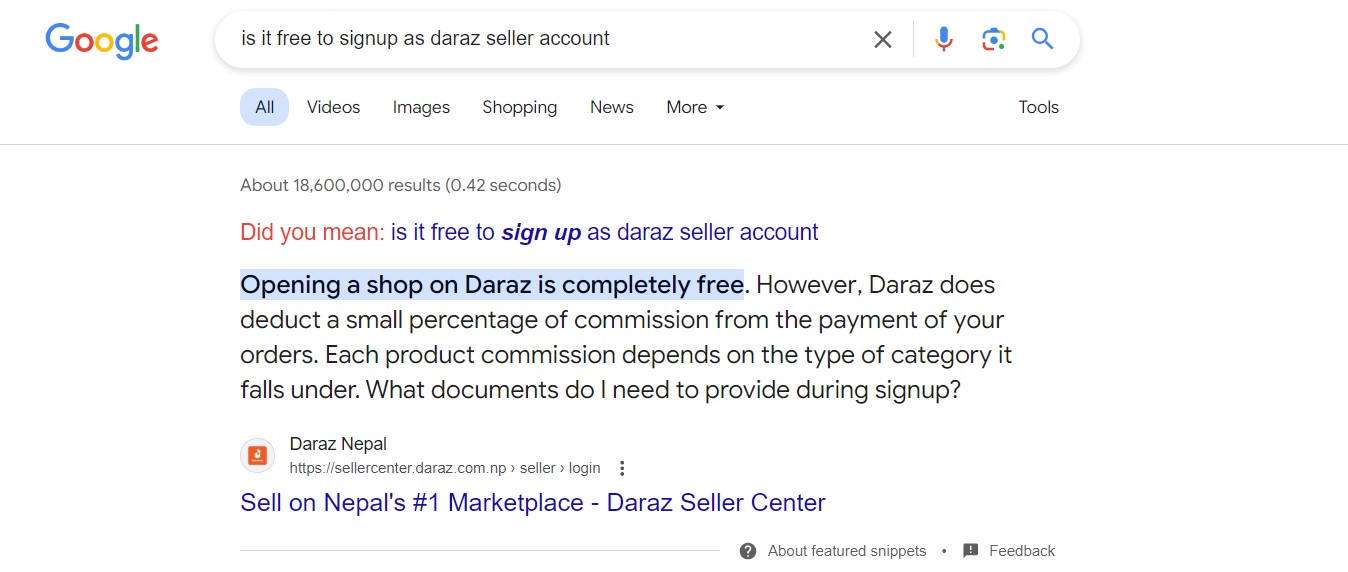 Google
is it free to signup as daraz seller account
All Videos Images Shopping News More Tools
About 18,600,000 results (0.42 seconds)
Did you mean: is it free to sign up as daraz seller account
Opening a shop on Daraz is completely free. However, Daraz does
deduct a small percentage of commission from the payment of your
orders. Each product commission depends on the type of category it
falls under. What documents do I need to provide during signup?
Daraz Nepal
https://sellercenter.daraz.com.np › seller › login
Sell on Nepal's #1 Marketplace - Daraz Seller Center
About featured snippets • Feedback